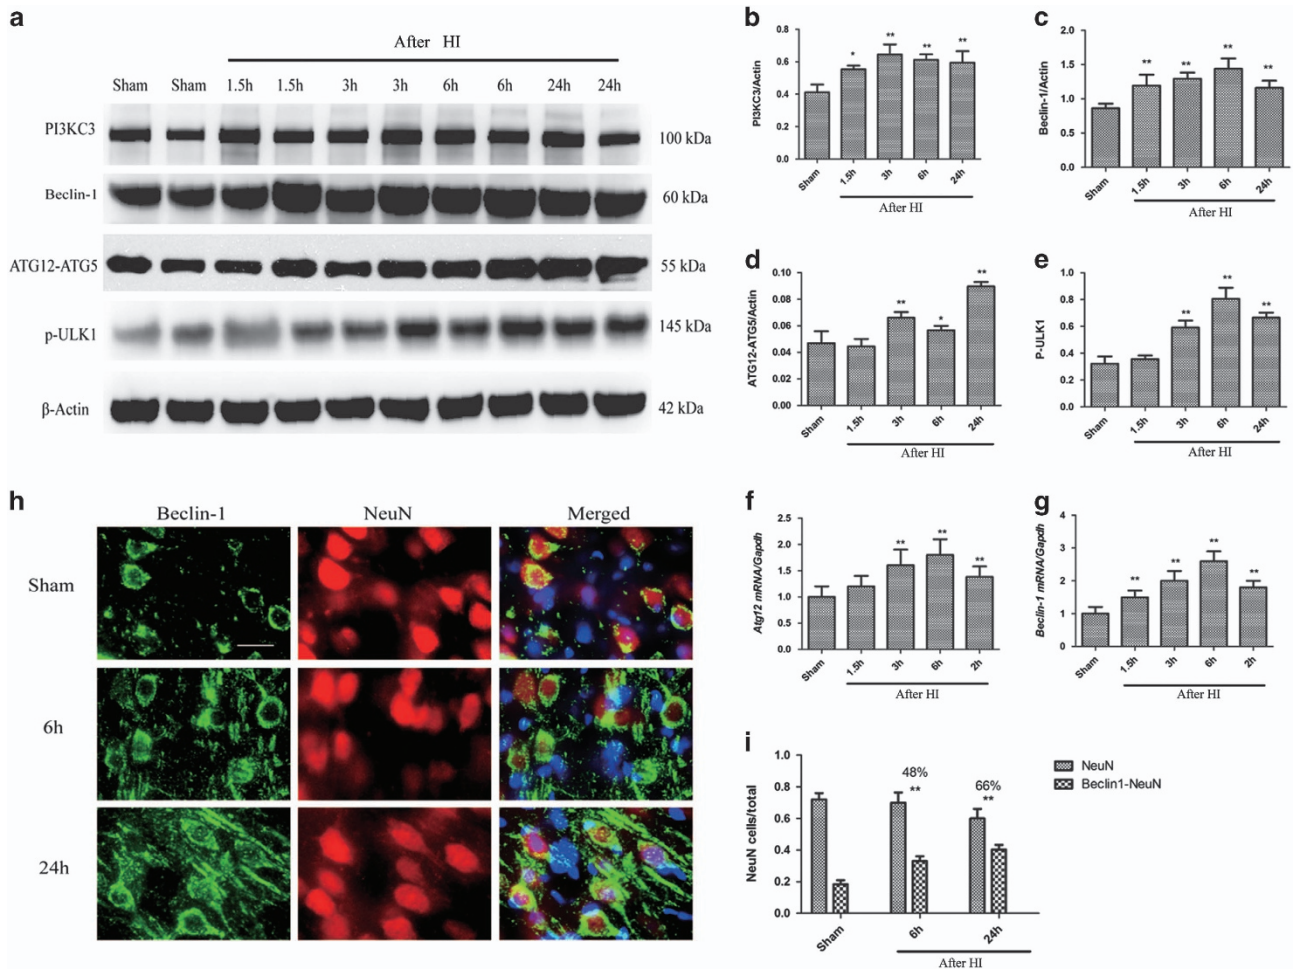 a
After HI
Sham Sham 1.5h 1.5h 3h 3h 6h 6h 24h 24h
PI3KC3 100 kDa
Beclin-1 60 kDa
ATG12-ATG5 55 kDa
p-ULK1 145 kDa
β-Actin 42 kDa
b
PI3KC3/Actin
0.8
0.6
0.4
0.2
0.0
* ** ** **
Sham 1.5h 3h 6h 24h
After HI
c
Beclin-1/Actin
2.0
1.5
1.0
0.5
0.0
** ** ** **
Sham 1.5h 3h 6h 24h
After HI
d
ATG12-ATG5/Actin
0.10
0.08
0.06
0.04
0.02
0.00
** * **
Sham 1.5h 3h 6h 24h
After HI
e
P-ULK1
1.0
0.8
0.6
0.4
0.2
0.0
** ** **
Sham 1.5h 3h 6h 24h
After HI
f
Atg12 mRNA/Gapdh
2.5
2.0
1.5
1.0
0.5
0.0
** ** **
Sham 1.5h 3h 6h 2h
After HI
g
Beclin-1 mRNA/Gapdh
4
3
2
1
0
** ** ** **
Sham 1.5h 3h 6h 2h
After HI
h
Beclin-1 NeuN Merged
Sham
6h
24h
i
NeuN cells/total
1.0
0.8
0.6
0.4
0.2
0.0
48%
**
66%
**
Sham 6h 24h
After HI
NeuN
Beclin1-NeuN